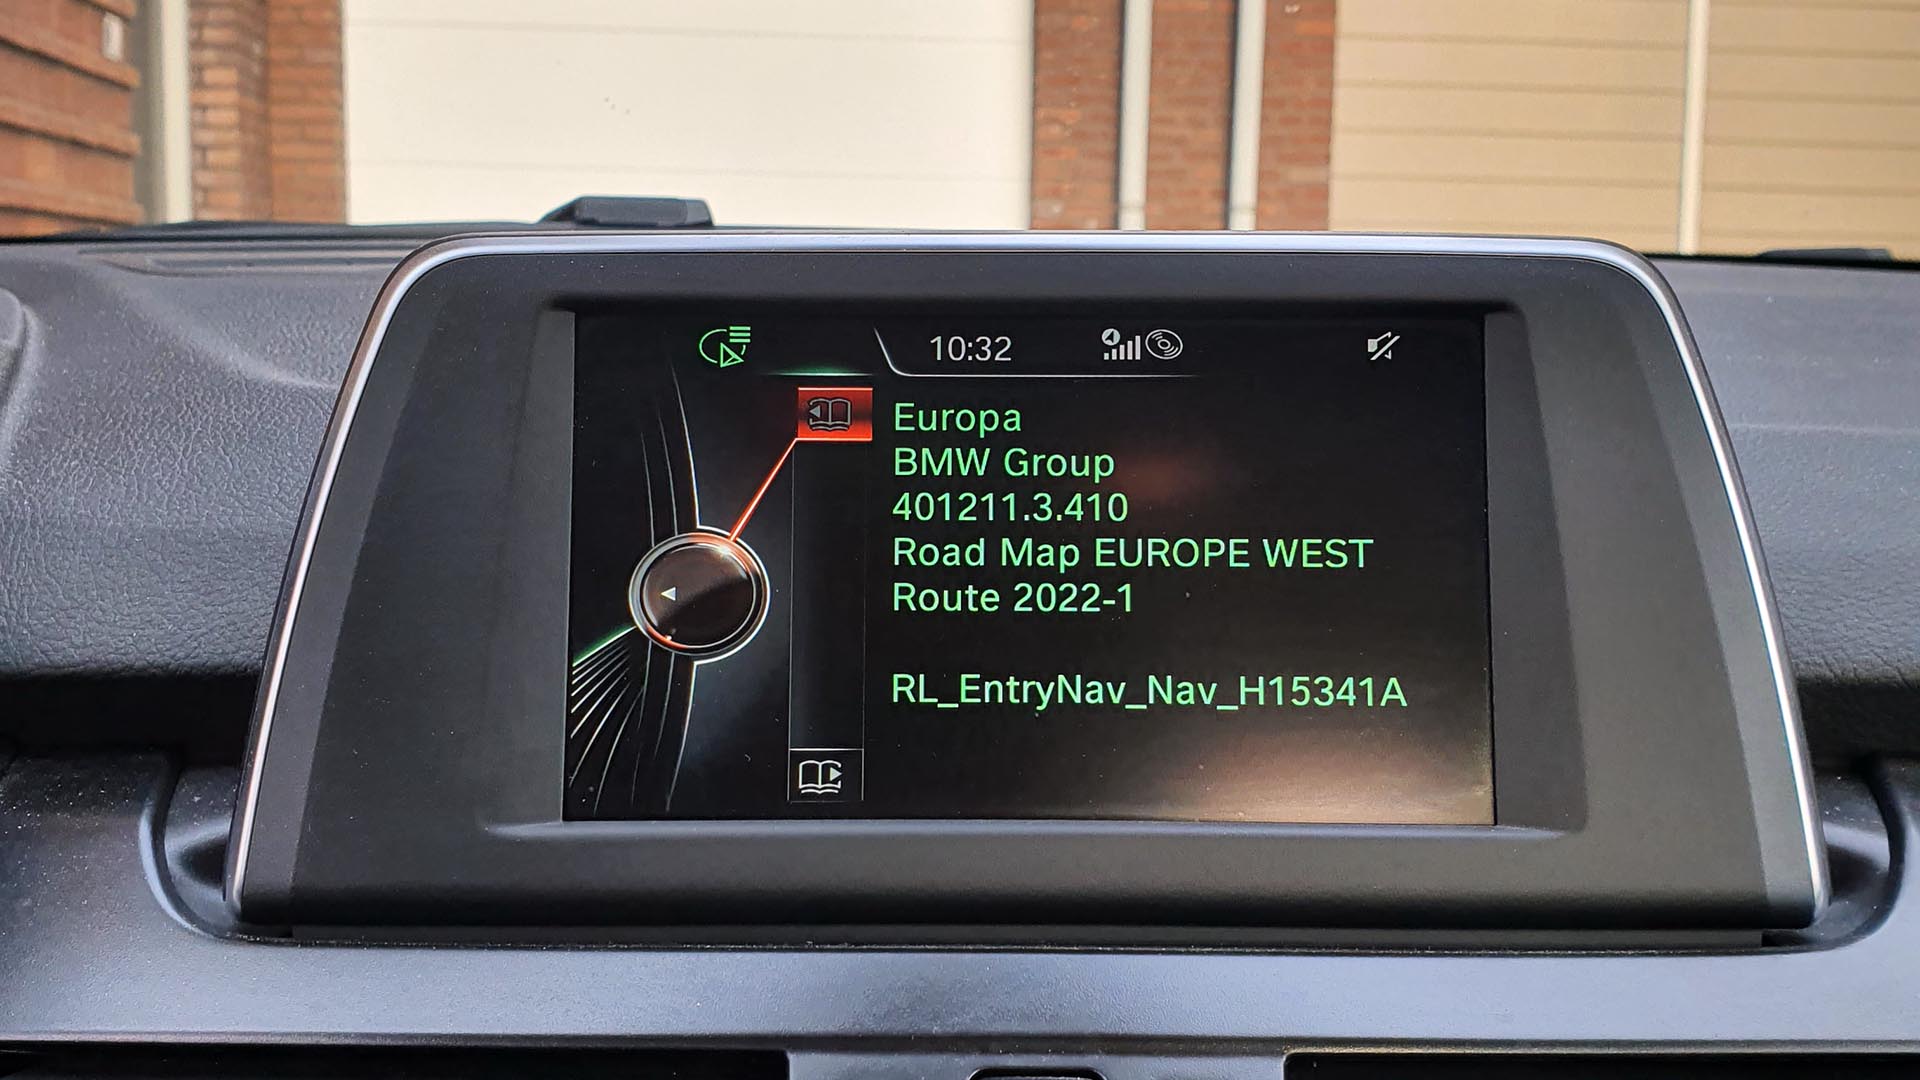 10:32
Europa
BMW Group
401211.3.410
Road Map EUROPE WEST
Route 2022-1
RL_EntryNav_Nav_H15341A